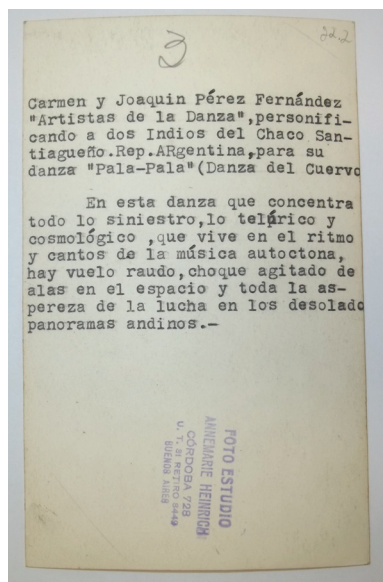 3
22.2
Carmen y Joaquin Pérez Fernández
"Artistas de la Danza",personifi-
cando a dos Indios del Chaco San-
tiagueño.Rep.ARgentina,para su
danza "Pala-Pala"(Danza del Cuervo
En esta danza que concentra
todo lo siniestro,lo telúrico y
cosmológico ,que vive en el ritmo
y cantos de la música autoctona,
hay vuelo raudo,choque agitado de
alas en el espacio y toda la as-
pereza de la lucha en los desolado
panoramas andinos.-
FOTO ESTUDIO
ANNEMARIE HEINRICH
CÓRDOBA 728
U. T. 31 RETIRO 8449
BUENOS AIRES